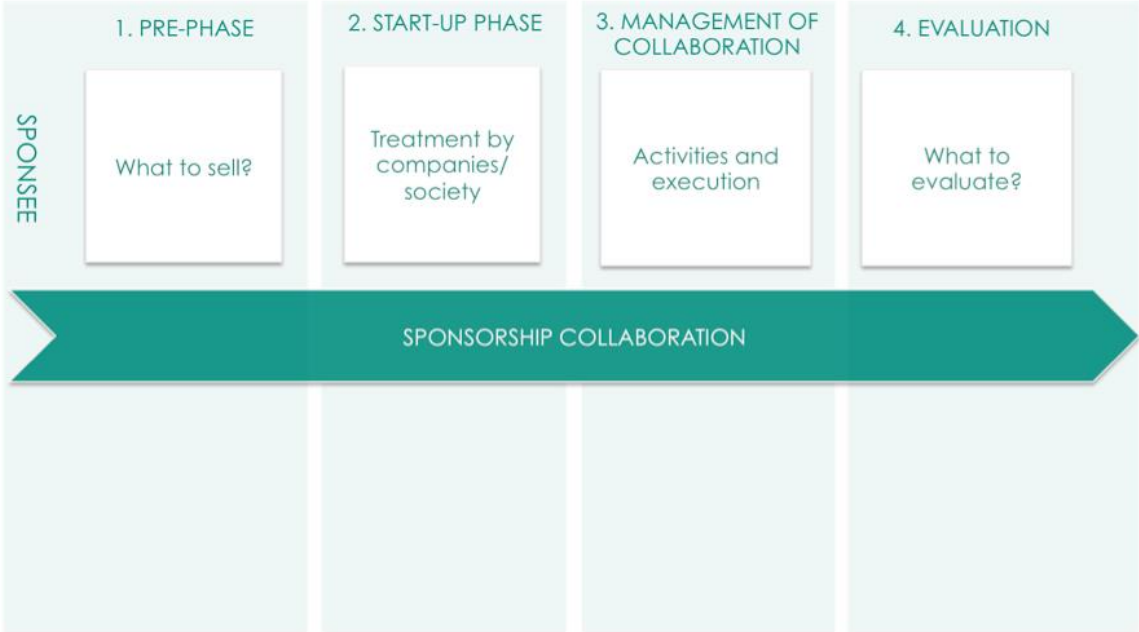 1. PRE-PHASE
2. START-UP PHASE
3. MANAGEMENT OF
COLLABORATION
4. EVALUATION
SPONSEE
What to sell?
Treatment by
companies/
society
Activities and
execution
What to
evaluate?
SPONSORSHIP COLLABORATION